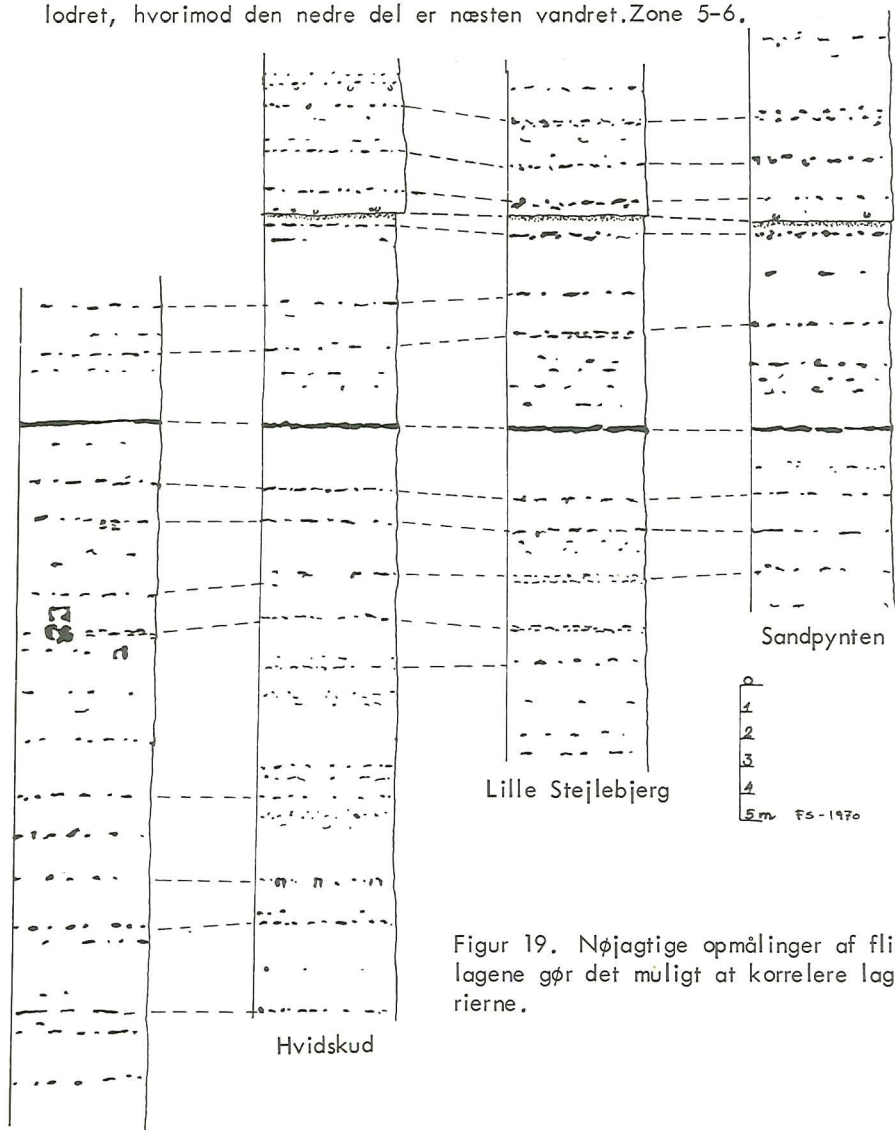 lodret, hvorimod den nedre del er næsten vandret.Zone 5-6.
Sandpynten
0
1
2
3
4
5m FS-1970
Lille Stejlebjerg
Figur 19. Nøjagtige opmålinger af fli
lagene gør det muligt at korrelere lag
rierne.
Hvidskud